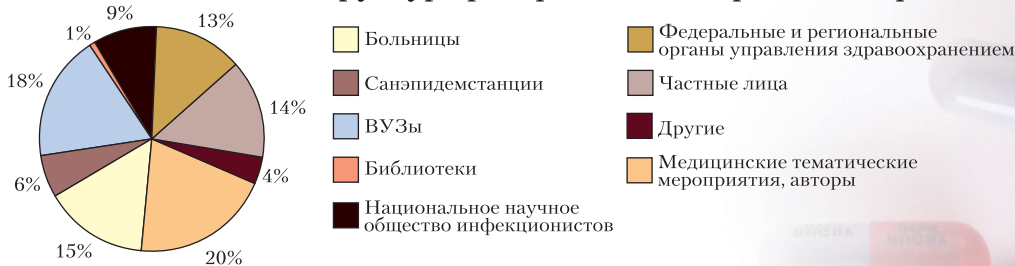 9%
13%
1%
18%
14%
6%
4%
15%
20%
Больницы
Санэпидемстанции
ВУЗы
Библиотеки
Национальное научное
общество инфекционистов
Федеральные и региональные
органы управления здравоохранением
Частные лица
Другие
Медицинские тематические
мероприятия, авторы